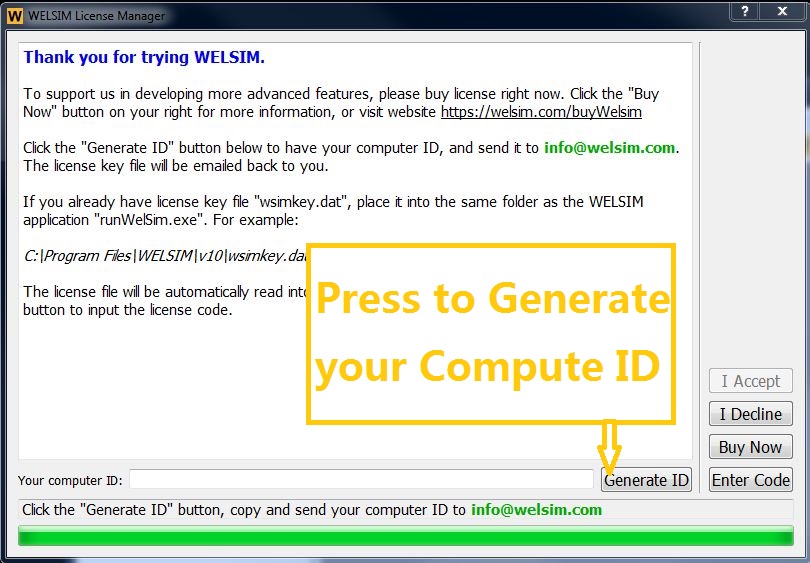 WELSIM License Manager
Thank you for trying WELSIM.
To support us in developing more advanced features, please buy license right now. Click the "Buy
Now" button on your right for more information, or visit website https://welsim.com/buyWelsim
Click the "Generate ID" button below to have your computer ID, and send it to info@welsim.com.
The license key file will be emailed back to you.
If you already have license key file "wsimkey.dat", place it into the same folder as the WELSIM
application "runWelSim.exe". For example:
C:\Program Files\WELSIM\v10\wsimkey.dat
The license file will be automatically read into
button to input the license code.
Press to Generate
your Compute ID
I Accept
I Decline
Buy Now
Your computer ID:
Generate ID
Enter Code
Click the "Generate ID" button, copy and send your computer ID to info@welsim.com